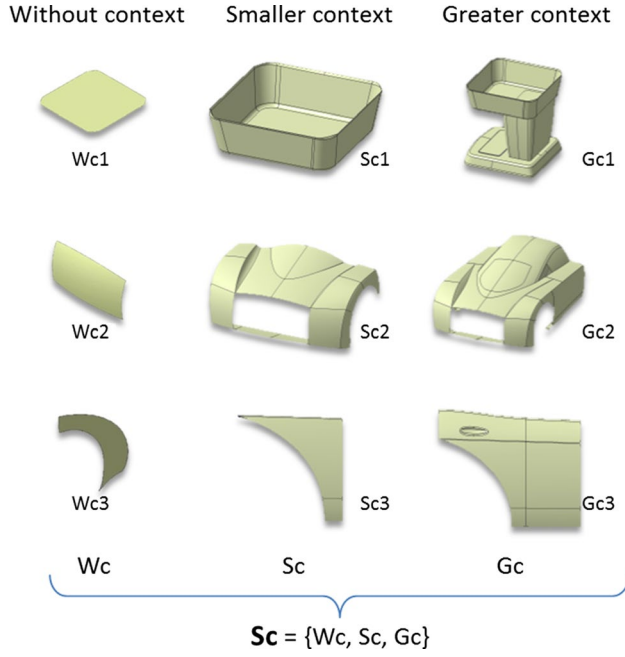 Without context Smaller context Greater context
Wc1 Sc1 Gc1
Wc2 Sc2 Gc2
Wc3 Sc3 Gc3
Wc Sc Gc
Sc = {Wc, Sc, Gc}